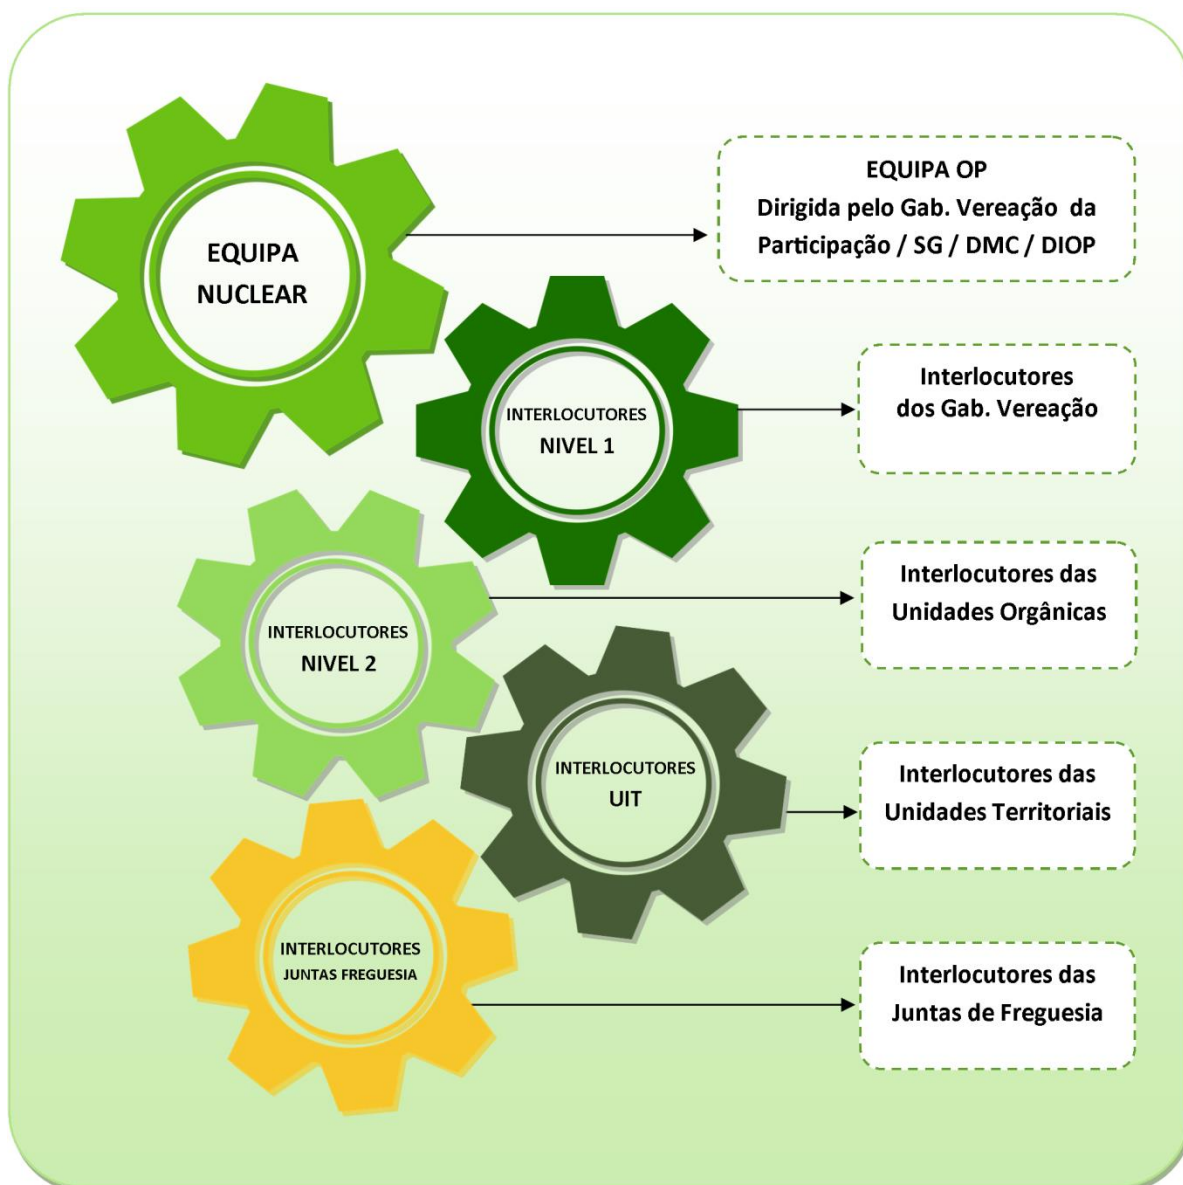 EQUIPA
NUCLEAR
EQUIPA OP
Dirigida pelo Gab. Vereação da
Participação / SG / DMC / DIOP
INTERLOCUTORES
NIVEL 1
Interlocutores
dos Gab. Vereação
INTERLOCUTORES
NIVEL 2
Interlocutores das
Unidades Orgânicas
INTERLOCUTORES
UIT
Interlocutores das
Unidades Territoriais
INTERLOCUTORES
JUNTAS FREGUESIA
Interlocutores das
Juntas de Freguesia